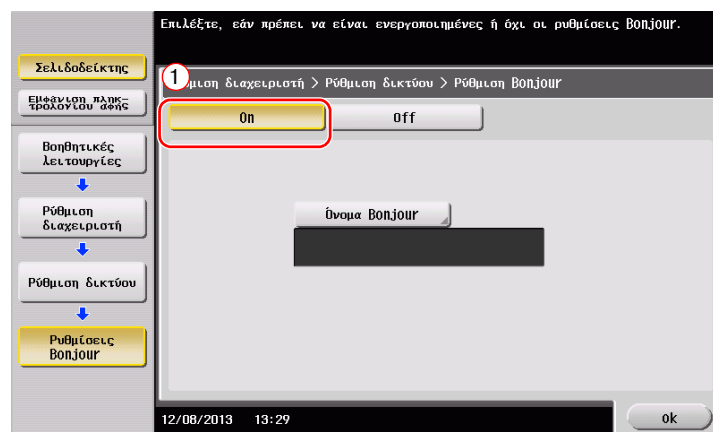 Επιλέξτε, εάν πρέπει να είναι ενεργοποιημένες ή όχι οι ρυθμίσεις Bonjour.
Σελιδοδείκτης
Εμφάνιση πληκ-
τρολογίου αφής
Βοηθητικές
λειτουργίες
Ρύθμιση
διαχειριστή
Ρύθμιση δικτύου
Ρυθμίσεις
Bonjour
1
διαχειριστή > Ρύθμιση δικτύου > Ρύθμιση Bonjour
On
Off
Όνομα Bonjour
12/08/2013 13:29
ok